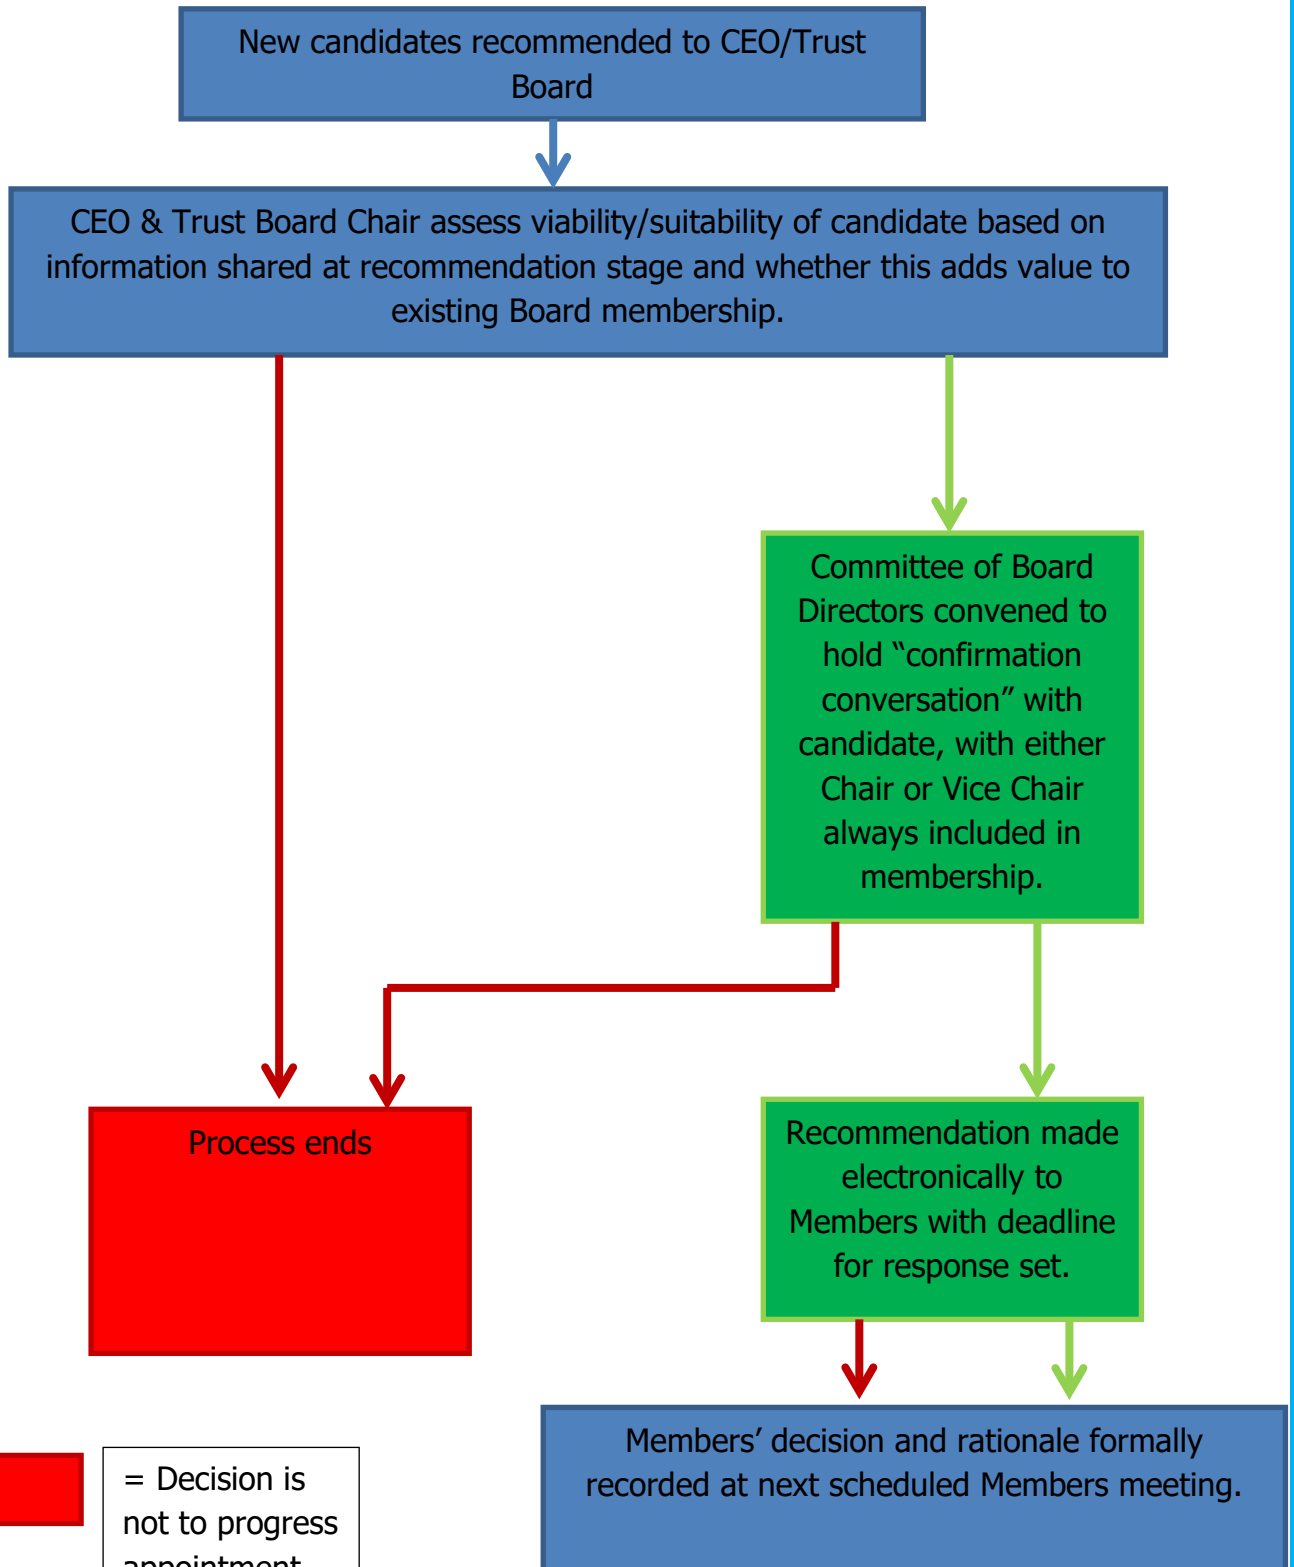 New candidates recommended to CEO/Trust
Board
CEO & Trust Board Chair assess viability/suitability of candidate based on
information shared at recommendation stage and whether this adds value to
existing Board membership.
Committee of Board
Directors convened to
hold “confirmation
conversation” with
candidate, with either
Chair or Vice Chair
always included in
membership.
Process ends
Recommendation made
electronically to
Members with deadline
for response set.
Members’ decision and rationale formally
recorded at next scheduled Members meeting.
= Decision is
not to progress
appointment